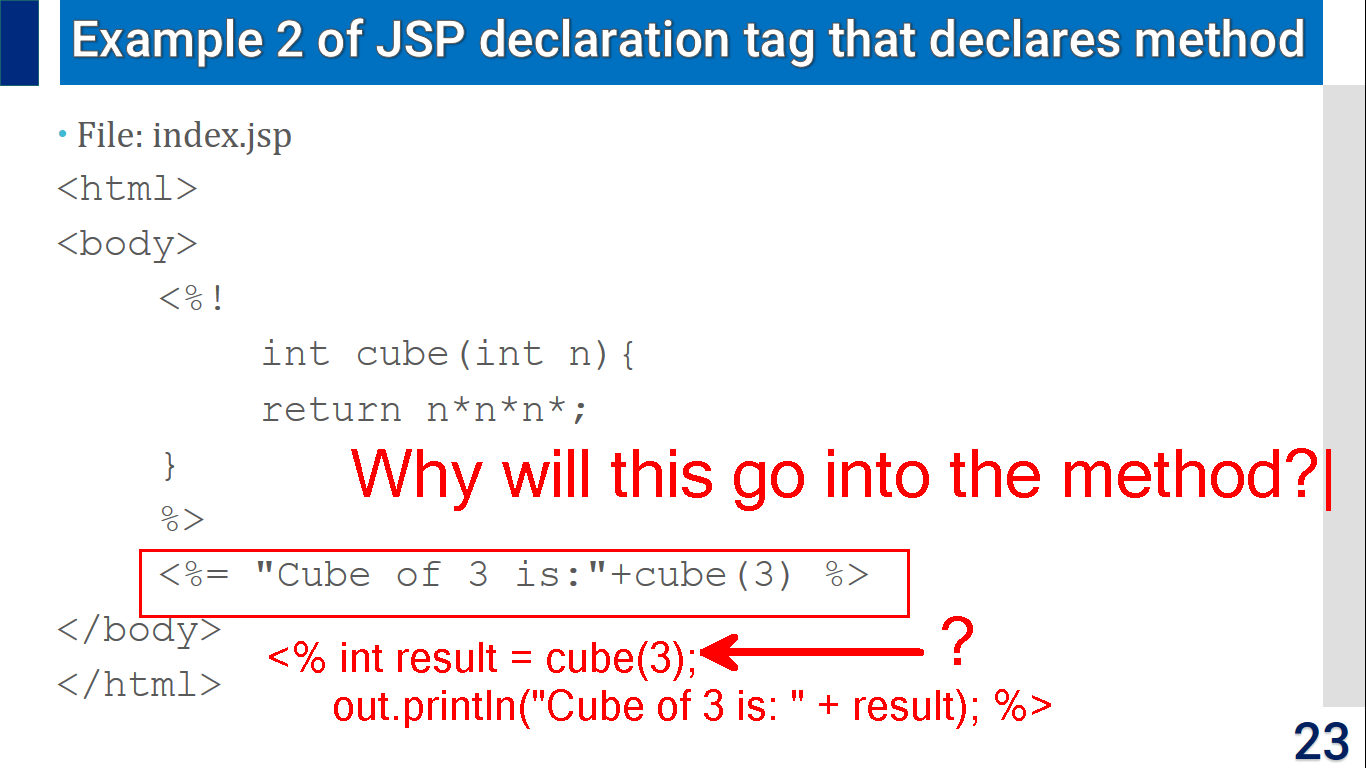 Example 2 of JSP declaration tag that declares method
• File: index.jsp
<html>
<body>
<%!
int cube(int n){
return n*n*n*;
}
Why will this go into the method?|
%>
<%= "Cube of 3 is:"+cube(3) %>
</body>
<% int result = cube(3); ?
</html>
out.println("Cube of 3 is: " + result); %>
23